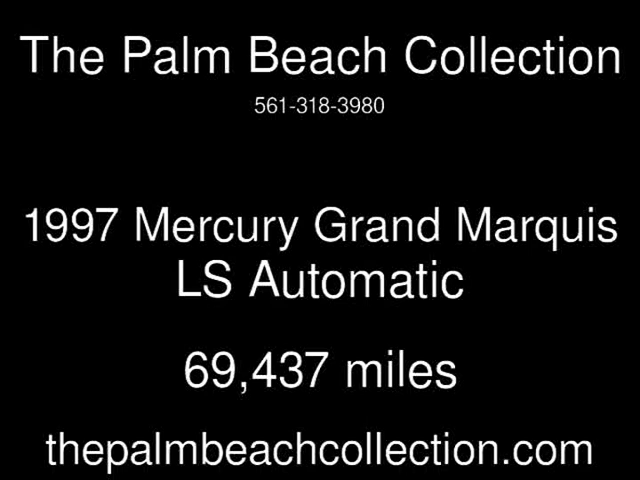 The Palm Beach Collection
561-318-3980
1997 Mercury Grand Marquis
LS Automatic
69,437 miles
thepalmbeachcollection.com